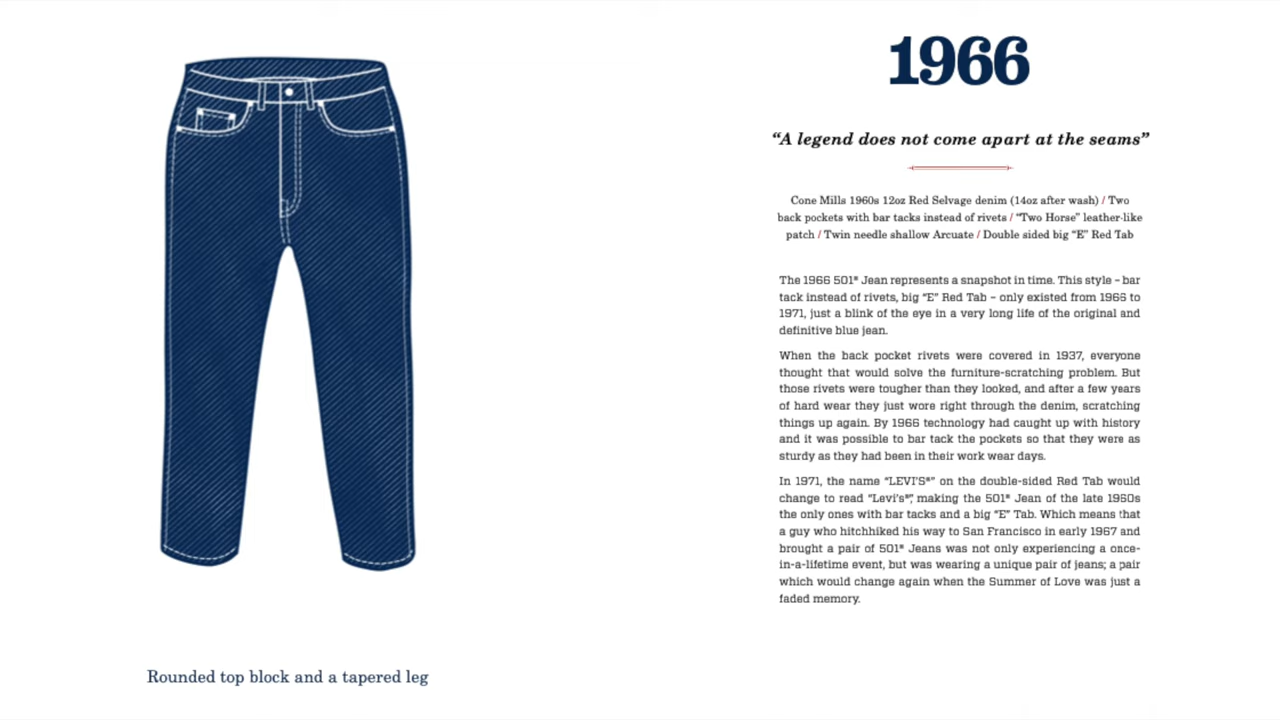 1966
“A legend does not come apart at the seams”
Cone Mills 1960s 12oz Red Selvage denim (14oz after wash) / Two
back pockets with bar tacks instead of rivets / “Two Horse” leather-like
patch / Twin needle shallow Arcuate / Double sided big “E” Red Tab
The 1966 501® Jean represents a snapshot in time. This style – bar
tack instead of rivets, big “E” Red Tab – only existed from 1966 to
1971, just a blink of the eye in a very long life of the original and
definitive blue jean.
When the back pocket rivets were covered in 1937, everyone
thought that would solve the furniture-scratching problem. But
those rivets were tougher than they looked, and after a few years
of hard wear they just wore right through the denim, scratching
things up again. By 1966 technology had caught up with history
and it was possible to bar tack the pockets so that they were as
sturdy as they had been in their work wear days.
In 1971, the name “LEVI'S®” on the double-sided Red Tab would
change to read “Levi's®”, making the 501® Jean of the late 1960s
the only ones with bar tacks and a big “E” Tab. Which means that
a guy who hitchhiked his way to San Francisco in early 1967 and
brought a pair of 501® Jeans was not only experiencing a once-
in-a-lifetime event, but was wearing a unique pair of jeans; a pair
which would change again when the Summer of Love was just a
faded memory.
Rounded top block and a tapered leg